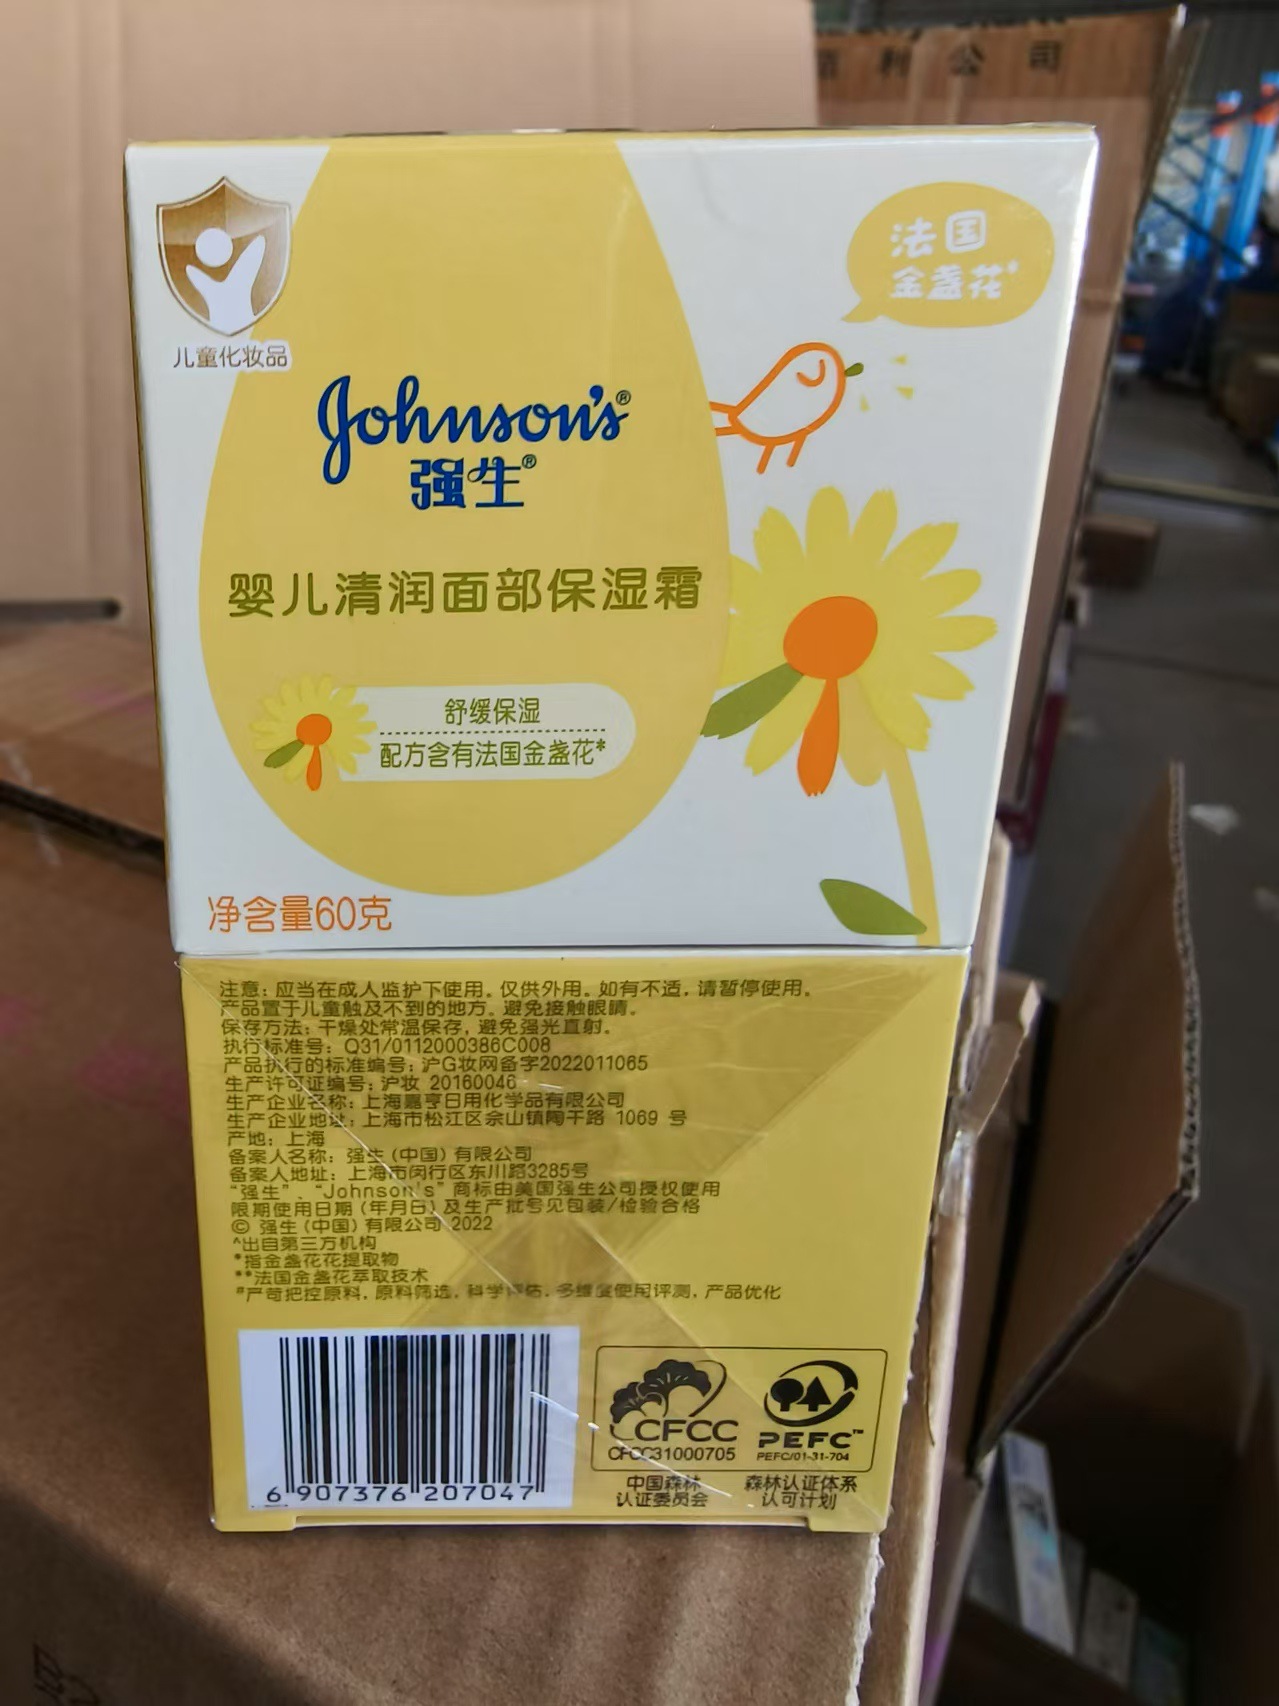 公司
法国
金盏花*
儿童化妆品
Johnson's®
强生®
婴儿清润面部保湿霜
舒缓保湿
配方含有法国金盏花*
净含量60克
注意：应当在成人监护下使用。仅供外用。如有不适，请暂停使用。
产品置于儿童触及不到的地方。避免接触眼睛。
保存方法：干燥处常温保存，避免强光直射。
执行标准号：Q31/0112000386C008
产品执行的标准编号：沪G妆网备字2022011065
生产许可证编号：沪妆 20160046
生产企业名称：上海嘉亨日用化学品有限公司
生产企业地址：上海市松江区佘山镇陶干路 1069 号
产地：上海
备案人名称：强生（中国）有限公司
备案人地址：上海市闵行区东川路3285号
“强生”、“Johnson's”商标由美国强生公司授权使用
限期使用日期（年月日）及生产批号见包装/检验合格
© 强生（中国）有限公司 2022
^出自第三方机构
*指金盏花花提取物
**法国金盏花萃取技术
#严苛把控原料，原料筛选，科学评估，多维度使用评测，产品优化
6 907376 207047
CFCC
CFCC31000705
中国森林
认证委员会
PEFC™
PEFC/01-31-704
森林认证体系
认可计划